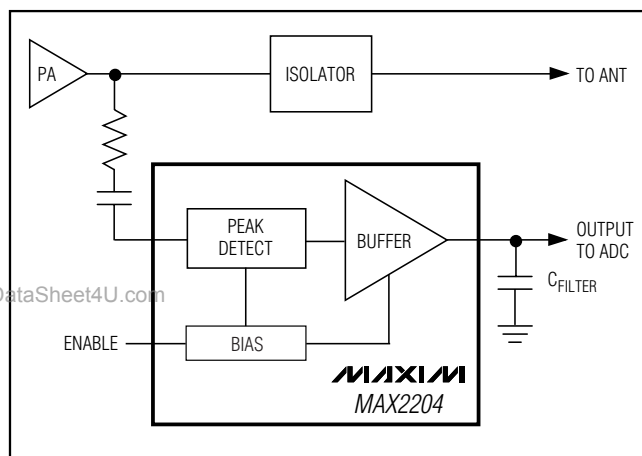 PA
ISOLATOR
TO ANT
PEAK
DETECT
BUFFER
OUTPUT
TO ADC
CFILTER
DataSheet4U.com
ENABLE
BIAS
MAXIM
MAX2204